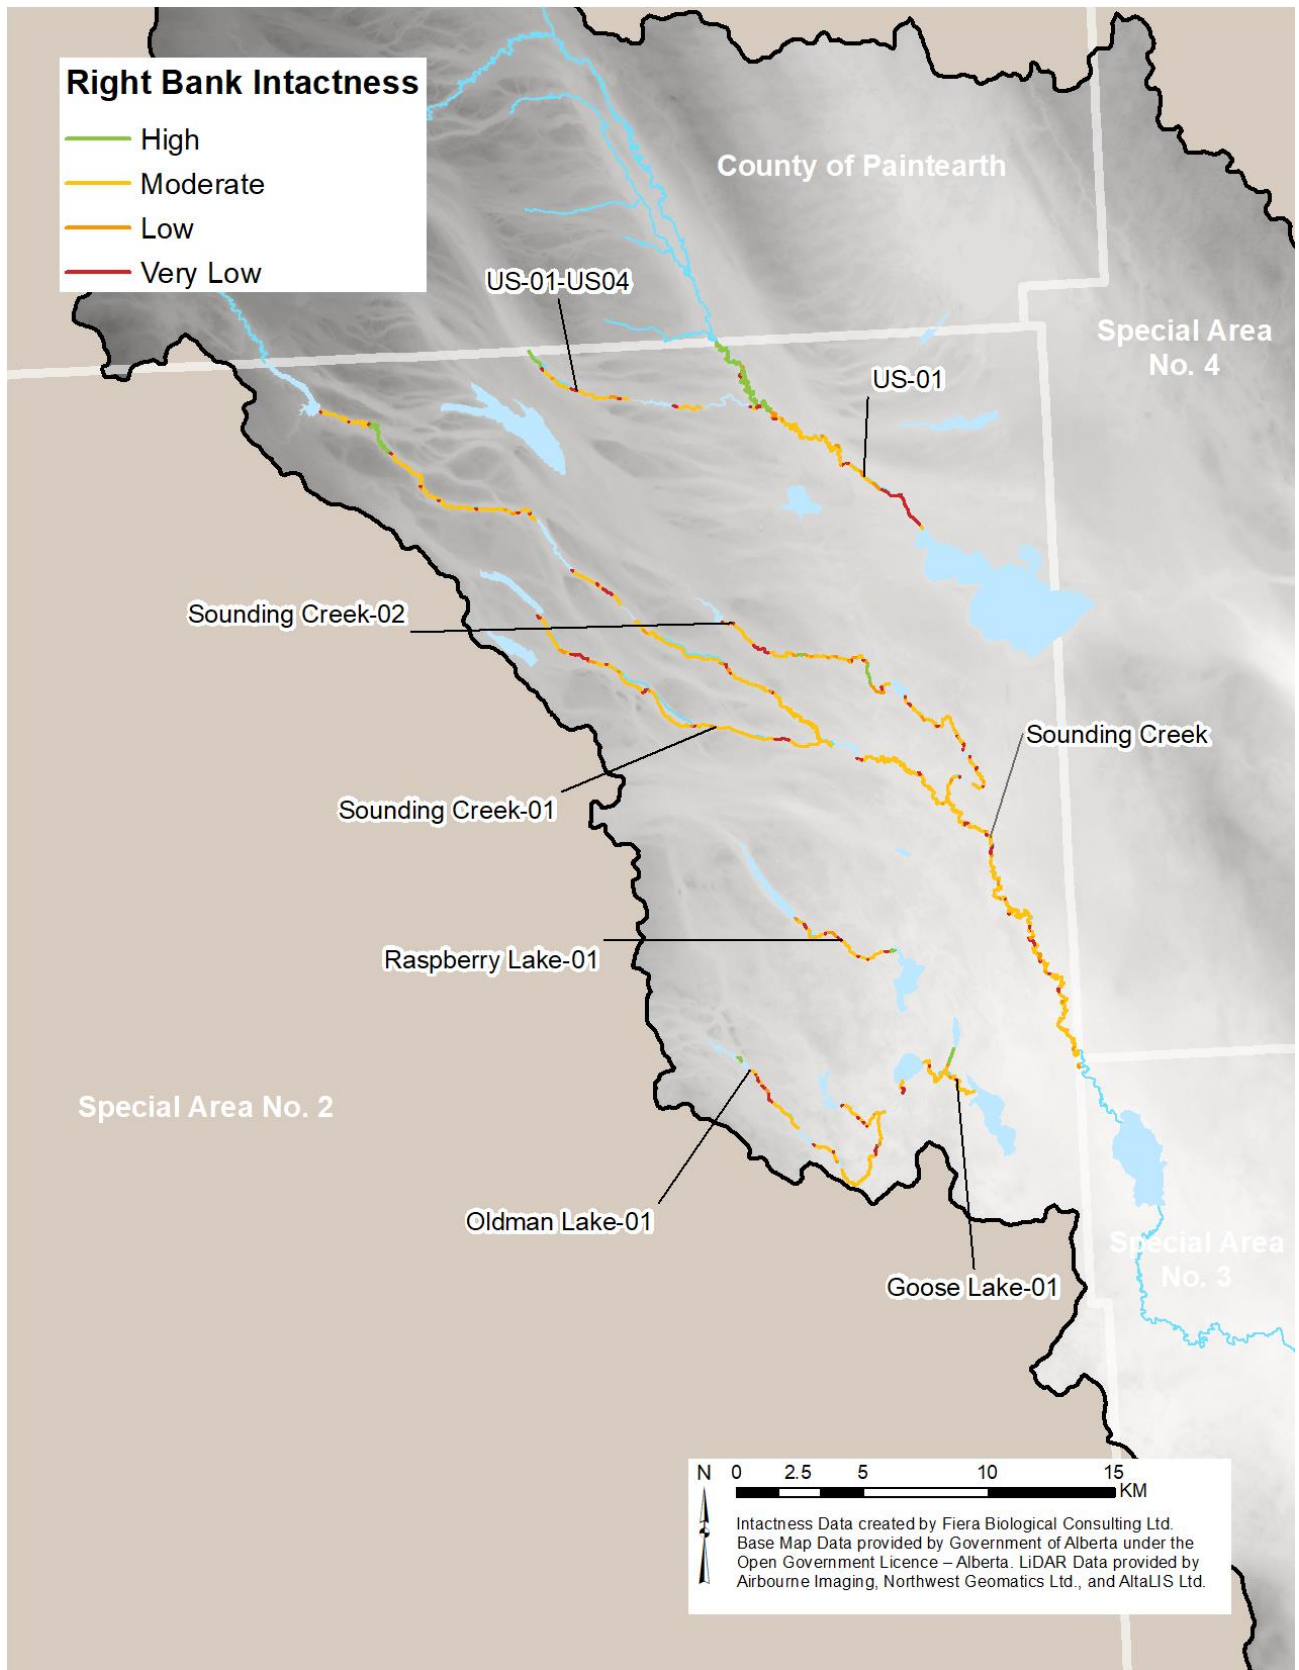 Right Bank Intactness
High
Moderate
Low
Very Low
County of Paintearth
US-01-US04
Special Area
No. 4
US-01
Sounding Creek-02
Sounding Creek
Sounding Creek-01
Raspberry Lake-01
Special Area No. 2
Oldman Lake-01
Special Area
No. 3
Goose Lake-01
N 0 2.5 5 10 15
KM
Intactness Data created by Fiera Biological Consulting Ltd.
Base Map Data provided by Government of Alberta under the
Open Government Licence – Alberta. LiDAR Data provided by
Airbourne Imaging, Northwest Geomatics Ltd., and AltaLIS Ltd.